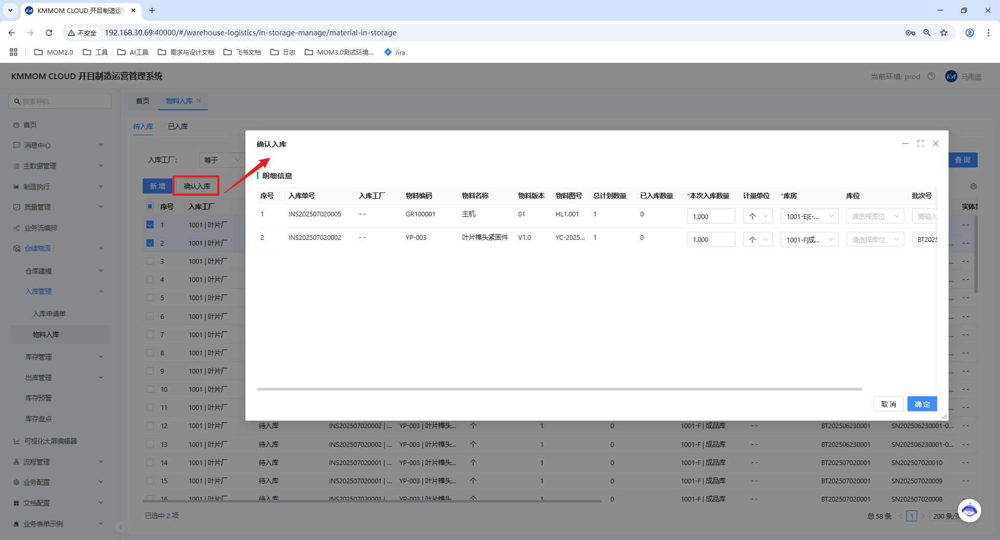 KMMOM CLOUD 开目制造运营
不安全 192.168.30.69:40000/#/warehouse-logistics/in-storage-manage/material-in-storage
MOM2.0 工具 AI工具 需求与设计文档 飞书文档 日志 MOM3.0测试环境... Jira
KMMOM CLOUD 开目制造运营管理系统 当前环境: prod 马雨逗
搜索导航 首页 物料入库
首页
消息中心
主数据管理
制造执行
质量管理
业务流编排
仓储物流
仓库建模
入库管理
入库申请单
物料入库
库存管理
出库管理
库存预警
库存盘点
可视化大屏编辑器
流程管理
业务配置
文档配置
业务表单示例
待入库 已入库
入库工厂: 等于 查 询
新 增 确认入库
序号 入库工厂 实体类
1 1001 | 叶片厂 - -
2 1001 | 叶片厂 ... - -
3 1001 | 叶片厂 ... - -
4 1001 | 叶片厂 ... - -
5 1001 | 叶片厂 ... - -
6 1001 | 叶片厂 ... - -
7 1001 | 叶片厂 ... - -
8 1001 | 叶片厂 ... - -
9 1001 | 叶片厂 ... - -
10 1001 | 叶片厂 ... - -
11 1001 | 叶片厂 ... - -
12 1001 | 叶片厂 待入库 INS202507020002 | ... YP-003 | 叶片榫头... 个 1 0 1001-F | 成品库 - - BT202506230001 SN202506230001-0... - -
13 1001 | 叶片厂 待入库 INS202507020002 | ... YP-003 | 叶片榫头... 个 1 0 1001-F | 成品库 - - BT202506230001 SN202506230001-0... - -
14 1001 | 叶片厂 待入库 INS202507020001 | ... YP-003 | 叶片榫头... 个 1 0 1001-F | 成品库 - - BT202507020001 SN202507020010 - -
15 1001 | 叶片厂 待入库 INS202507020001 | ... YP-003 | 叶片榫头... 个 1 0 1001-F | 成品库 - - BT202507020001 SN202507020009 - -
16 1001 | 叶片厂 待入库 INS202507020001 | ... YP-003 | 叶片榫头... 个 1 0 1001-F | 成品库 - - BT202507020001 SN202507020008 - -
已选中 2 项 总 58 条 < 1 > 200 条/页
确认入库
明细信息
序号 入库单号 入库工厂 物料编码 物料名称 物料版本 物料图号 总计划数量 已入库数量 *本次入库数量 计量单位 *库房 库位 批次号
1 INS202507020005 - - GR100001 主机 01 HL1.001 1 0 1.000 个 1001-E|E-... 请选择库位 请输入
2 INS202507020002 - - YP-003 叶片榫头紧固件 V1.0 YC-2025... 1 0 1.000 个 1001-F|成... 请选择库位 BT2025
取 消 确 定